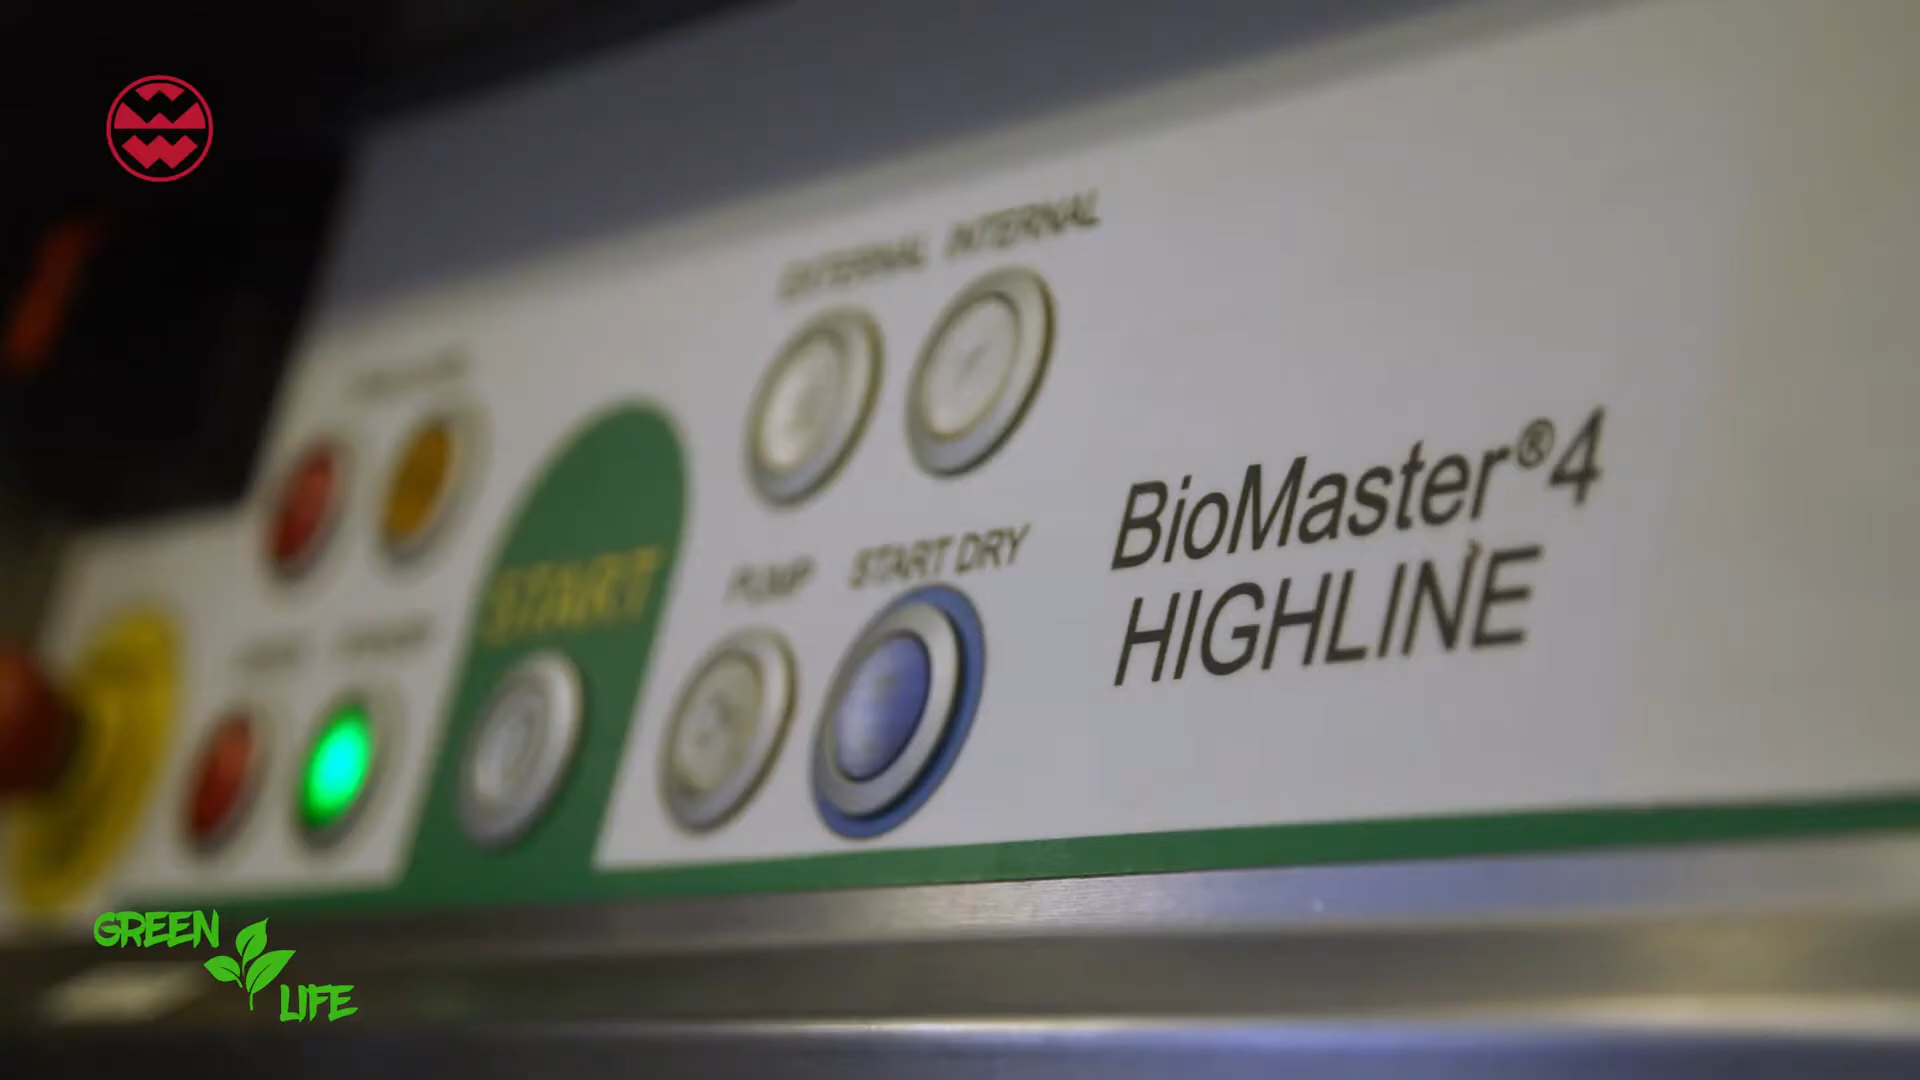 EXTERNAL INTERNAL
START
PUMP START DRY
BioMaster®4
HIGHLINE
GREEN
LIFE